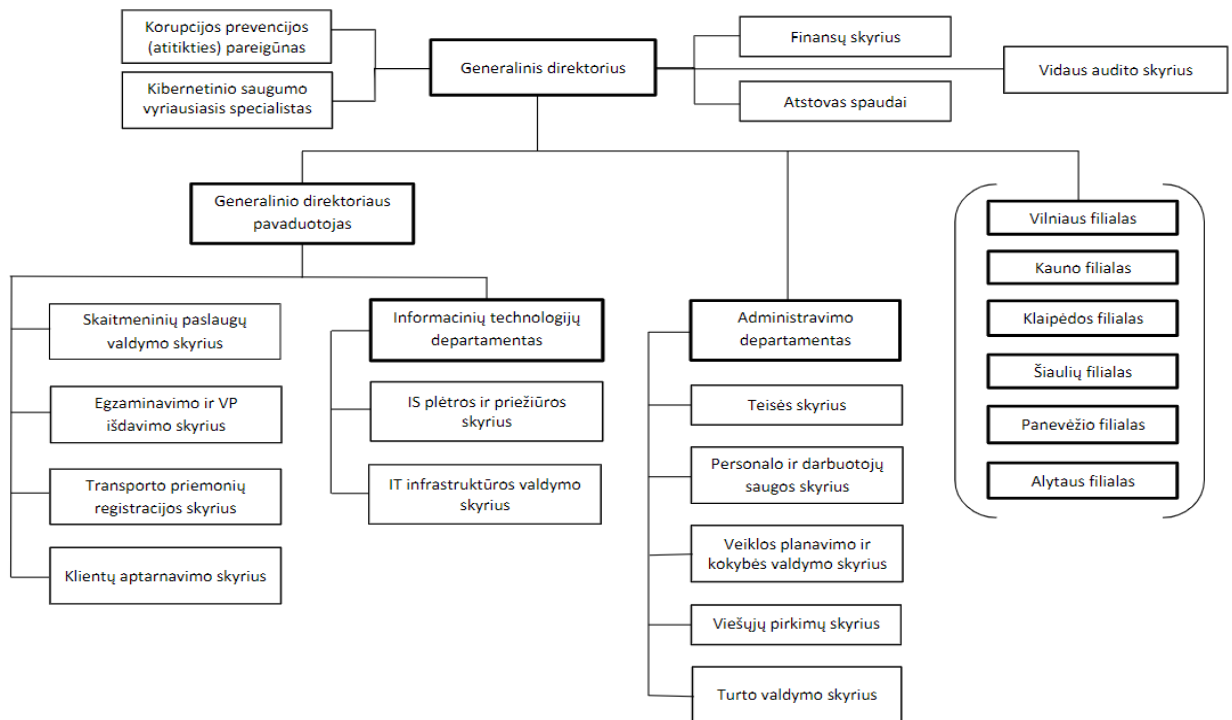 Korupcijos prevencijos
(atitikties) pareigūnas
Kibernetinio saugumo
vyriausiasis specialistas
Generalinis direktorius
Finansų skyrius
Atstovas spaudai
Vidaus audito skyrius
Generalinio direktoriaus
pavaduotojas
Skaitmeninių paslaugų
valdymo skyrius
Egzaminavimo ir VP
išdavimo skyrius
Transporto priemonių
registracijos skyrius
Klientų aptarnavimo skyrius
Informacinių technologijų
departamentas
IS plėtros ir priežiūros
skyrius
IT infrastruktūros valdymo
skyrius
Administravimo
departamentas
Teisės skyrius
Personalo ir darbuotojų
saugos skyrius
Veiklos planavimo ir
kokybės valdymo skyrius
Viešųjų pirkimų skyrius
Turto valdymo skyrius
Vilniaus filialas
Kauno filialas
Klaipėdos filialas
Šiaulių filialas
Panevėžio filialas
Alytaus filialas